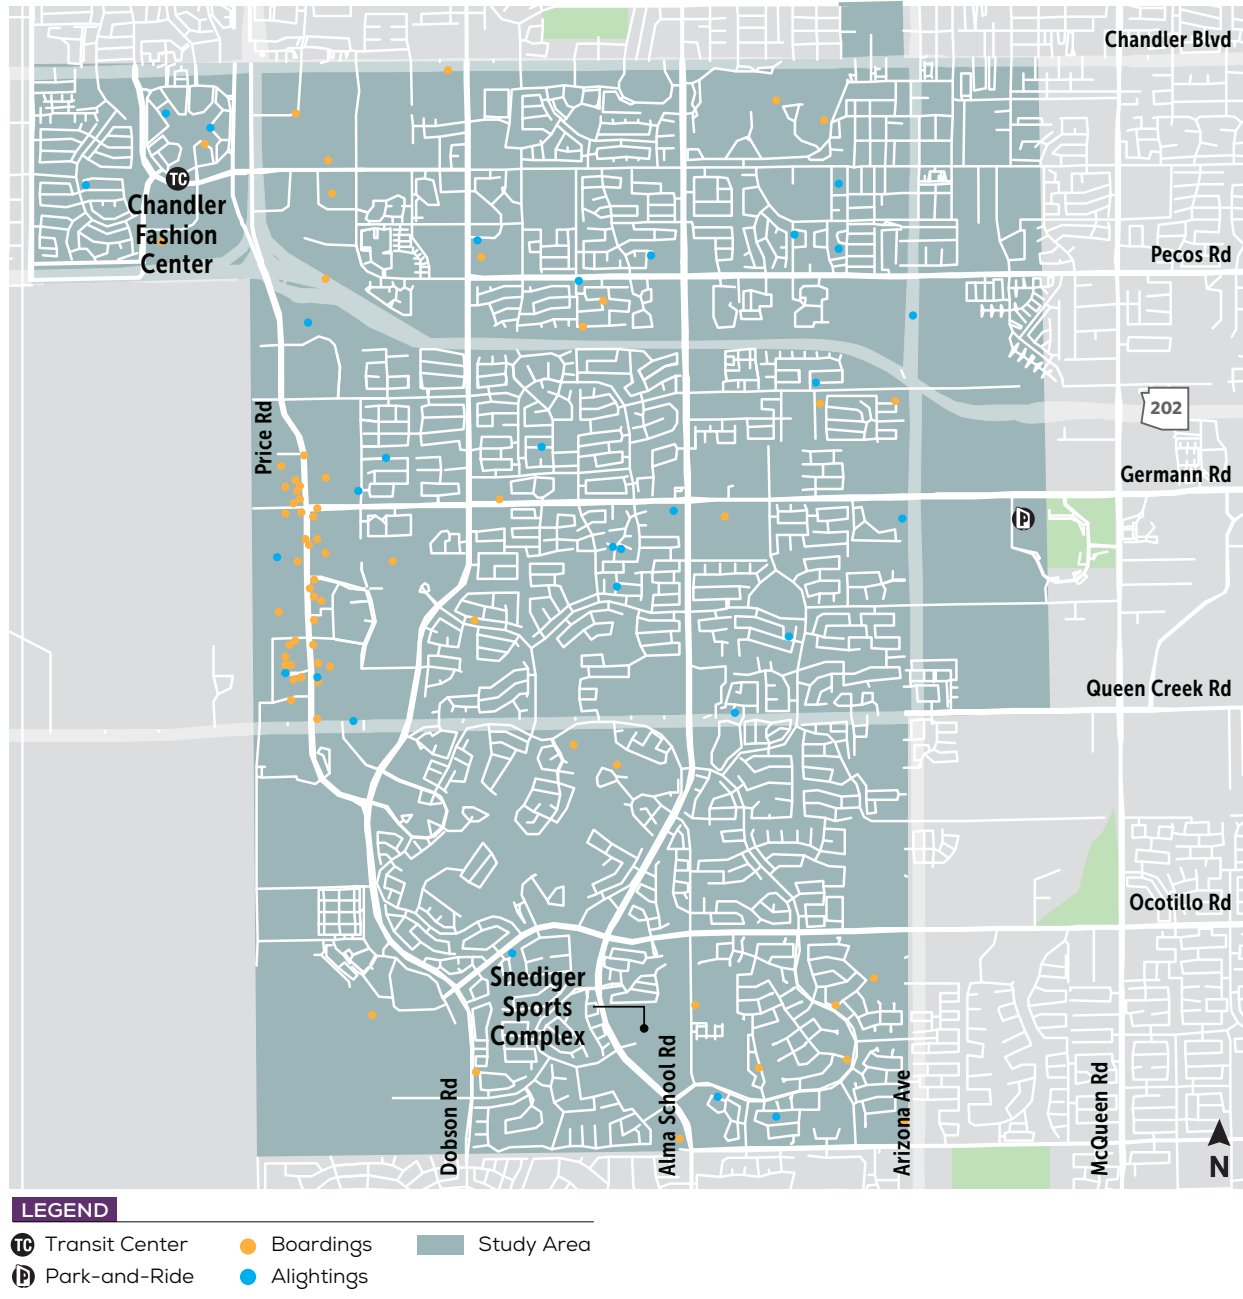 Chandler Blvd
TC
Chandler
Fashion
Center
Pecos Rd
Price Rd
202
Germann Rd
P
Queen Creek Rd
Ocotillo Rd
Snediger
Sports
Complex
Dobson Rd
Alma School Rd
Arizona Ave
McQueen Rd
N
LEGEND
TC Transit Center
Boardings
Study Area
P Park-and-Ride
Alightings